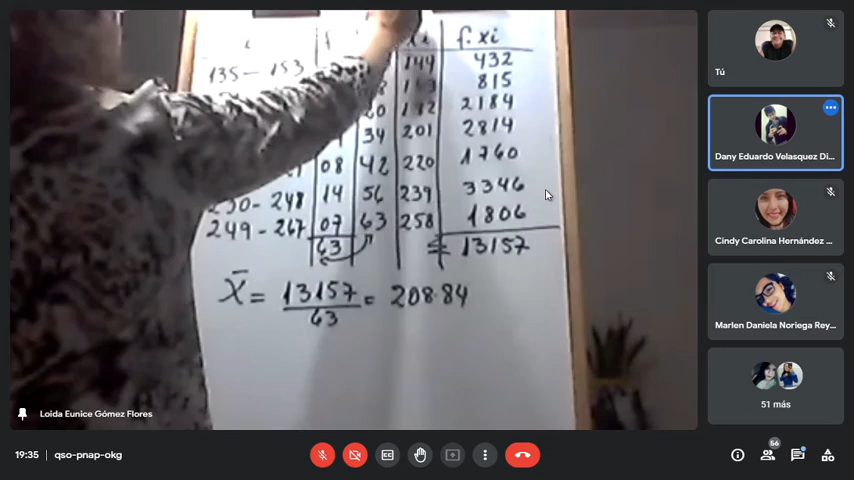 f. xi
135 - 153 144 432
815
2184
34 201 2814
08 42 220 1760
230 - 248 14 56 239 3346
249 - 267 07 63 258 1806
63 13157
X̄ = 13157 = 208.84
63
Loida Eunice Gómez Flores
19:35 | qso-pnap-okg
Tú
Dany Eduardo Velasquez Di...
Cindy Carolina Hernández ...
Marlen Daniela Noriega Rey...
51 más
56